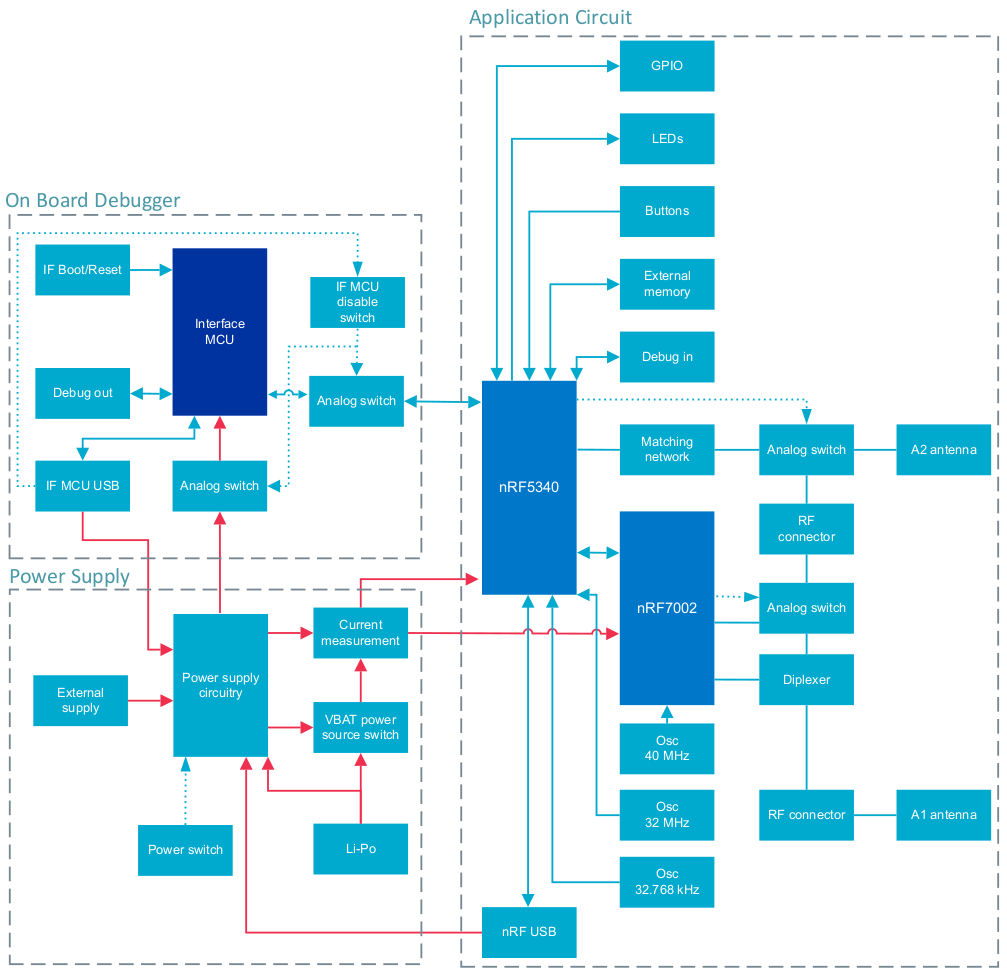 Application Circuit
GPIO
LEDs
Buttons
External
memory
Debug in
On Board Debugger
IF Boot/Reset
Interface
MCU
IF MCU
disable
switch
Debug out
Analog switch
IF MCU USB
Analog switch
nRF5340
Matching
network
Analog switch
A2 antenna
RF
connector
nRF7002
Analog switch
Diplexer
Osc
40 MHz
Osc
32 MHz
RF connector
A1 antenna
Osc
32.768 kHz
nRF USB
Power Supply
Current
measurement
Power supply
circuitry
External
supply
VBAT power
source switch
Power switch
Li-Po